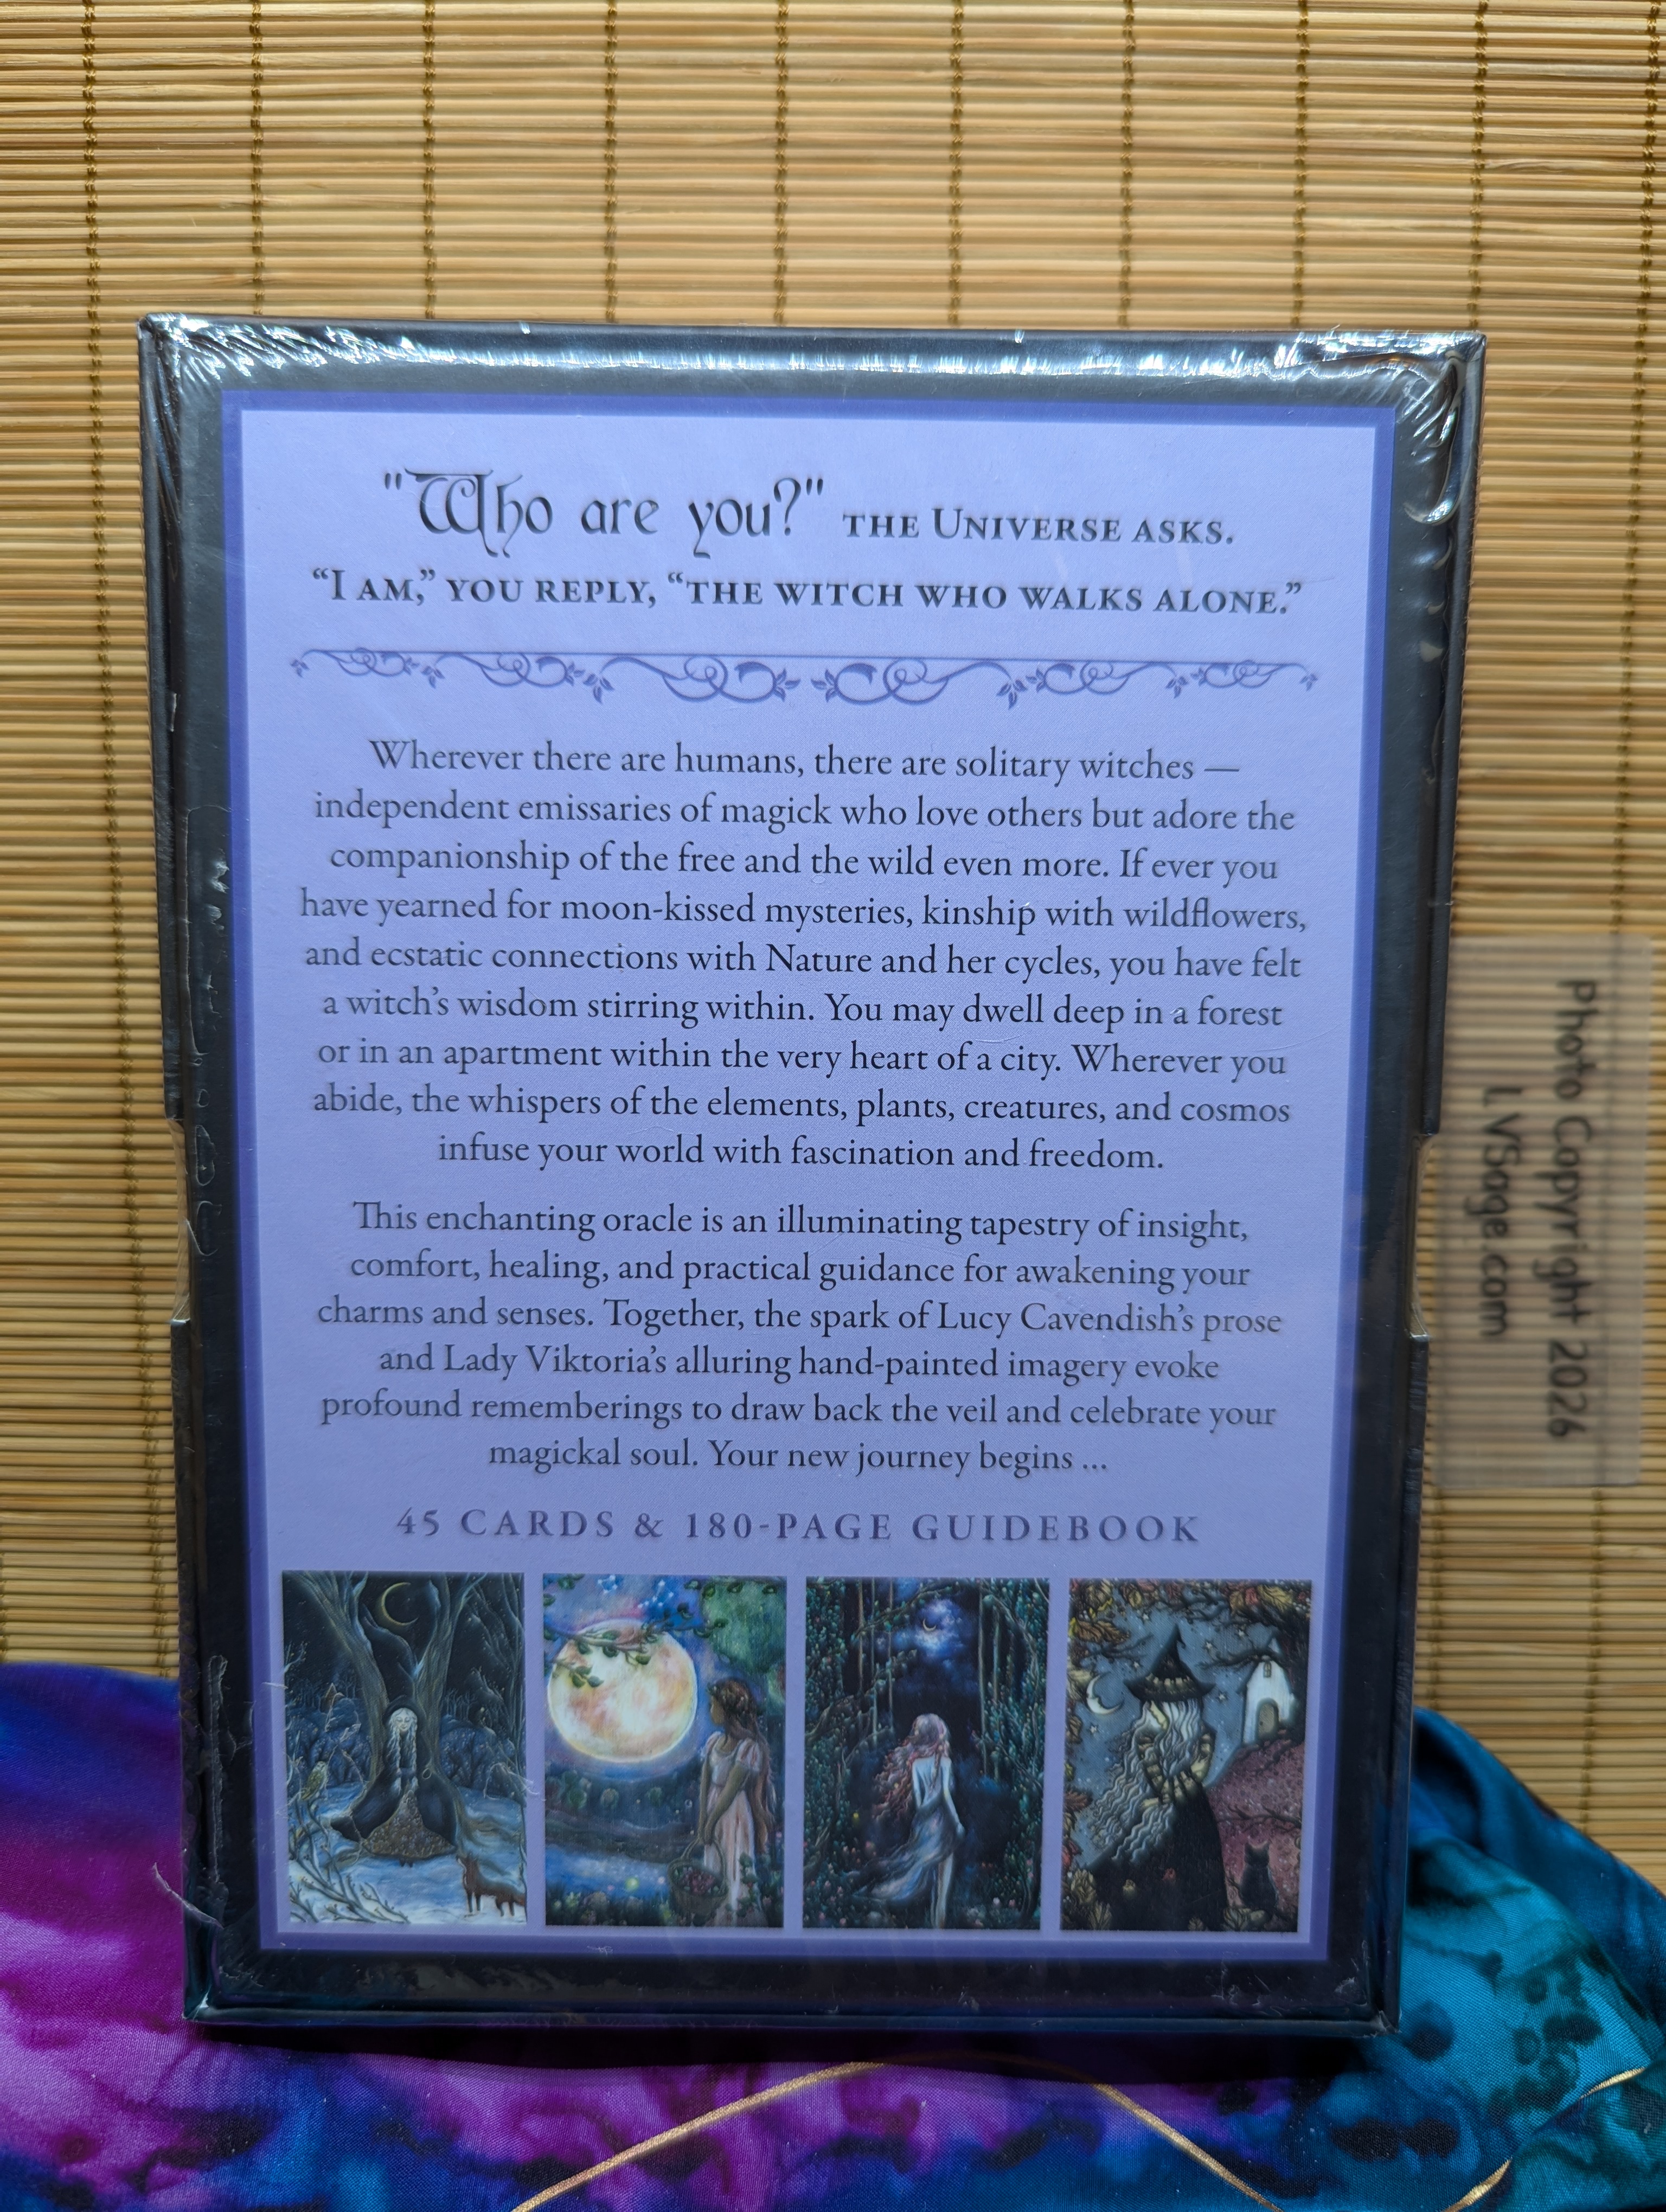 "Who are you?" THE UNIVERSE ASKS.
“I AM,” YOU REPLY, “THE WITCH WHO WALKS ALONE.”
Wherever there are humans, there are solitary witches —
independent emissaries of magick who love others but adore the
companionship of the free and the wild even more. If ever you
have yearned for moon-kissed mysteries, kinship with wildflowers,
and ecstatic connections with Nature and her cycles, you have felt
a witch’s wisdom stirring within. You may dwell deep in a forest
or in an apartment within the very heart of a city. Wherever you
abide, the whispers of the elements, plants, creatures, and cosmos
infuse your world with fascination and freedom.
This enchanting oracle is an illuminating tapestry of insight,
comfort, healing, and practical guidance for awakening your
charms and senses. Together, the spark of Lucy Cavendish’s prose
and Lady Viktoria’s alluring hand-painted imagery evoke
profound rememberings to draw back the veil and celebrate your
magickal soul. Your new journey begins ...
45 CARDS & 180-PAGE GUIDEBOOK
Photo Copyright 2026
LVSage.com